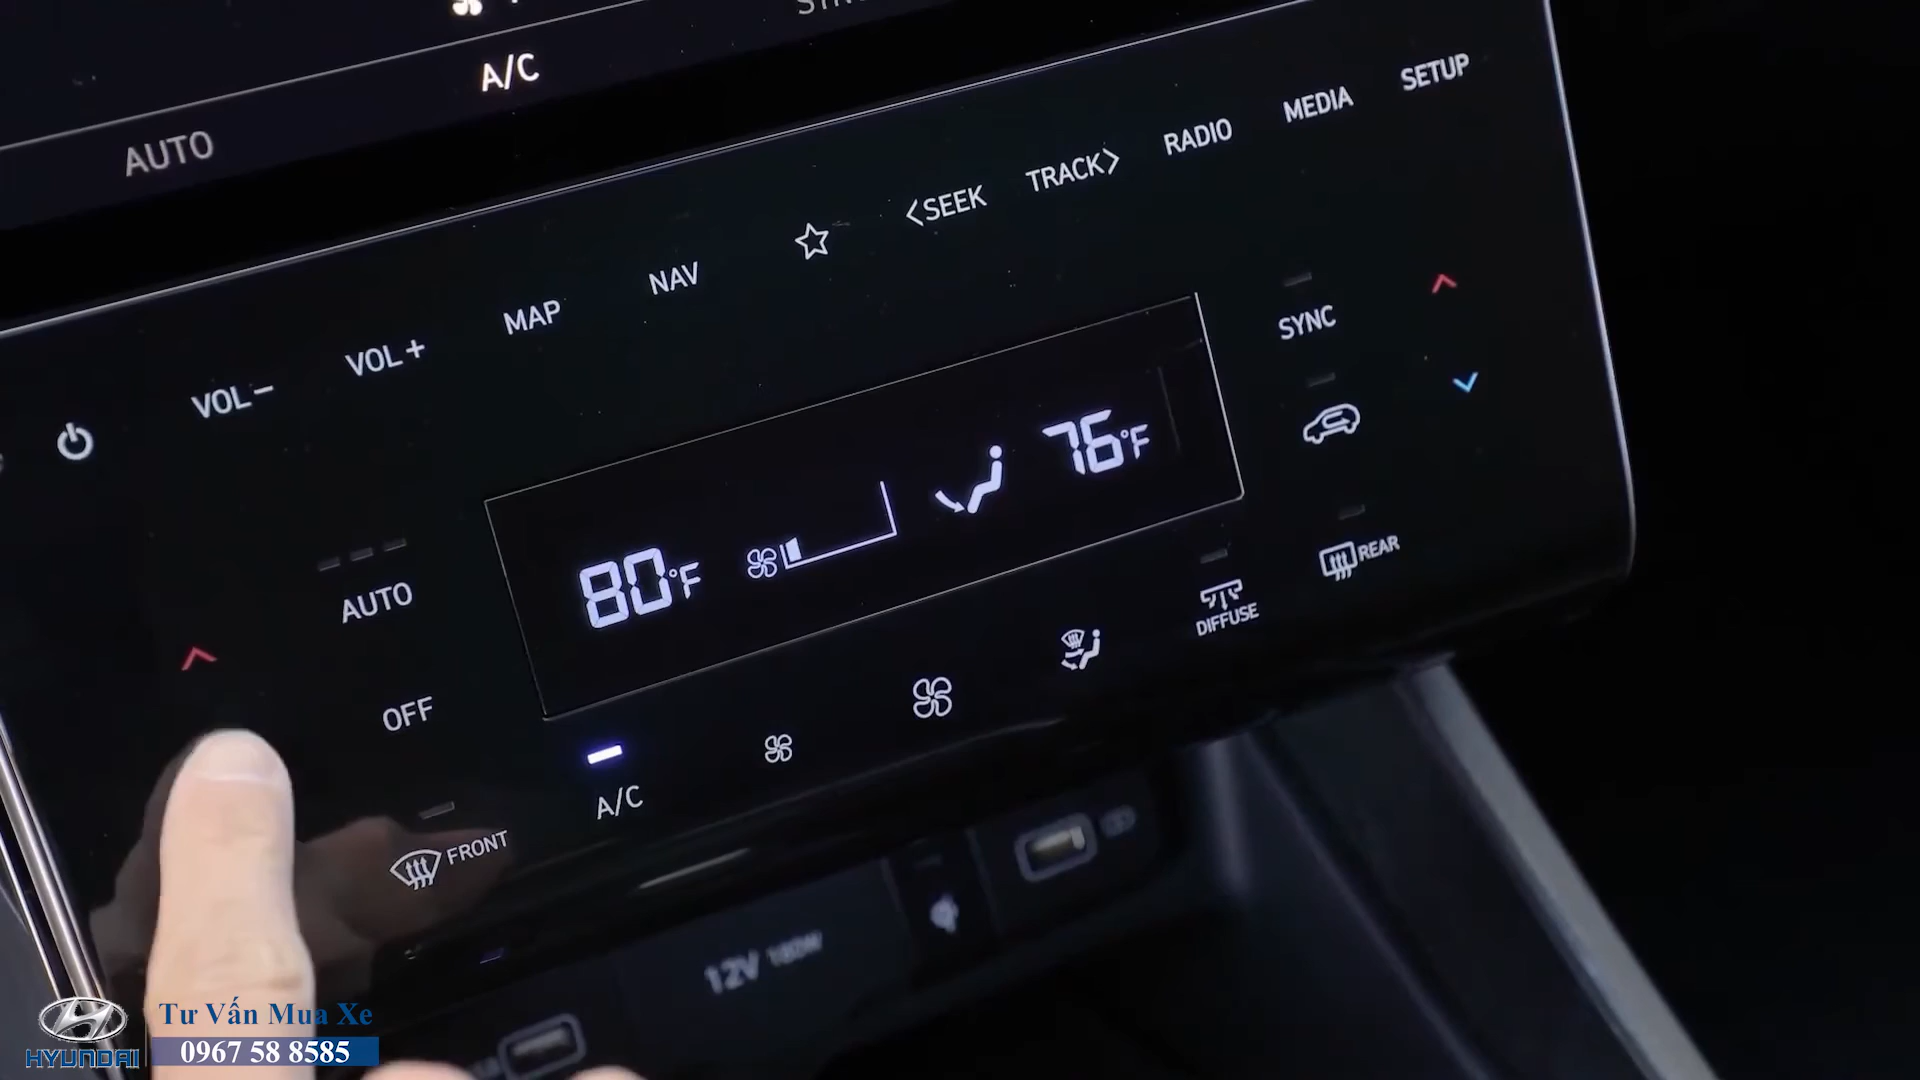 A/C
AUTO
VOL –
VOL +
MAP
NAV
< SEEK
TRACK >
RADIO
MEDIA
SETUP
SYNC
AUTO
80°F
76°F
OFF
A/C
DIFFUSE
REAR
FRONT
12V 180W
HYUNDAI
Tư Vấn Mua Xe
0967 58 8585